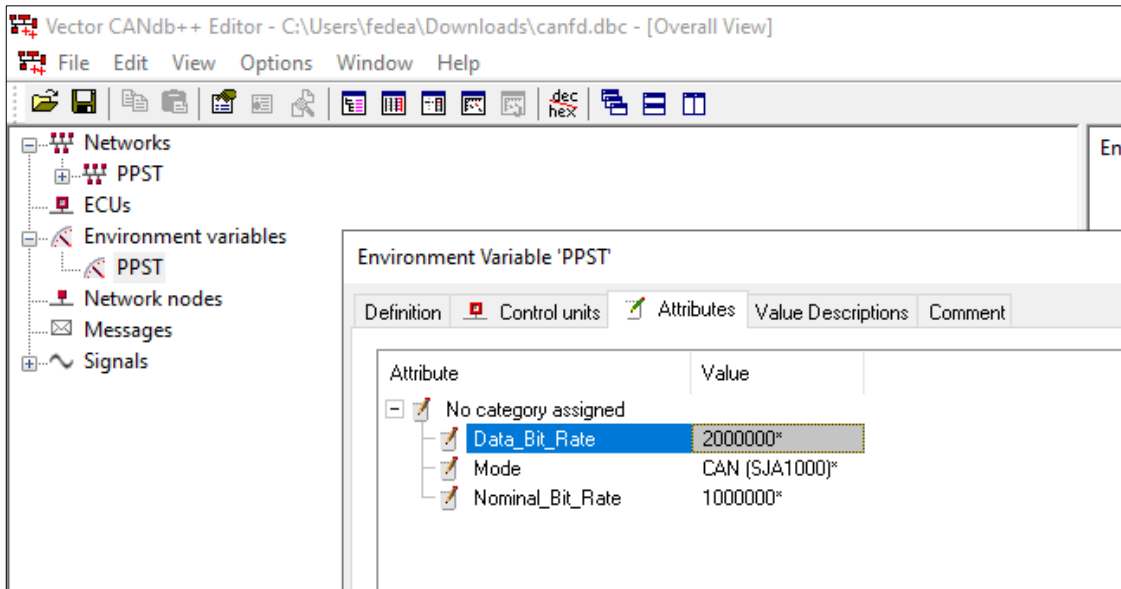 Vector CANdb++ Editor - C:\Users\fedea\Downloads\canfd.dbc - [Overall View]
File Edit View Options Window Help
dec
hex
Networks
PPST
ECUs
Environment variables
PPST
Network nodes
Messages
Signals
En
Environment Variable 'PPST'
Definition Control units Attributes Value Descriptions Comment
Attribute Value
No category assigned
Data_Bit_Rate 2000000*
Mode CAN (SJA1000)*
Nominal_Bit_Rate 1000000*